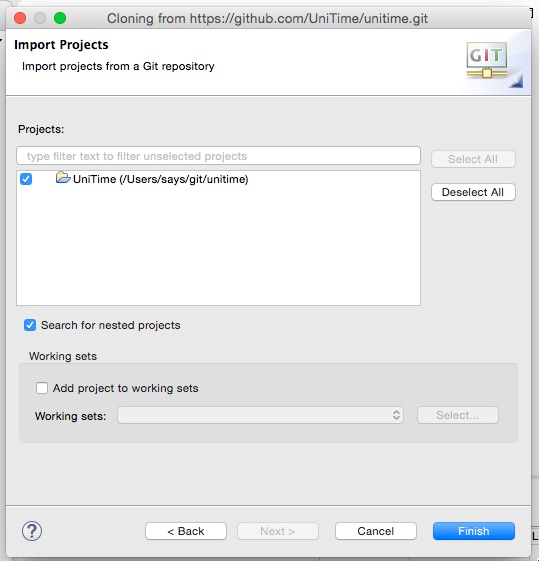 Cloning from https://github.com/UniTime/unitime.git
Import Projects
Import projects from a Git repository
GIT
Projects:
type filter text to filter unselected projects
Select All
UniTime (/Users/says/git/unitime)
Deselect All
Search for nested projects
Working sets
Add project to working sets
Working sets:
Select...
?
< Back
Next >
Cancel
Finish